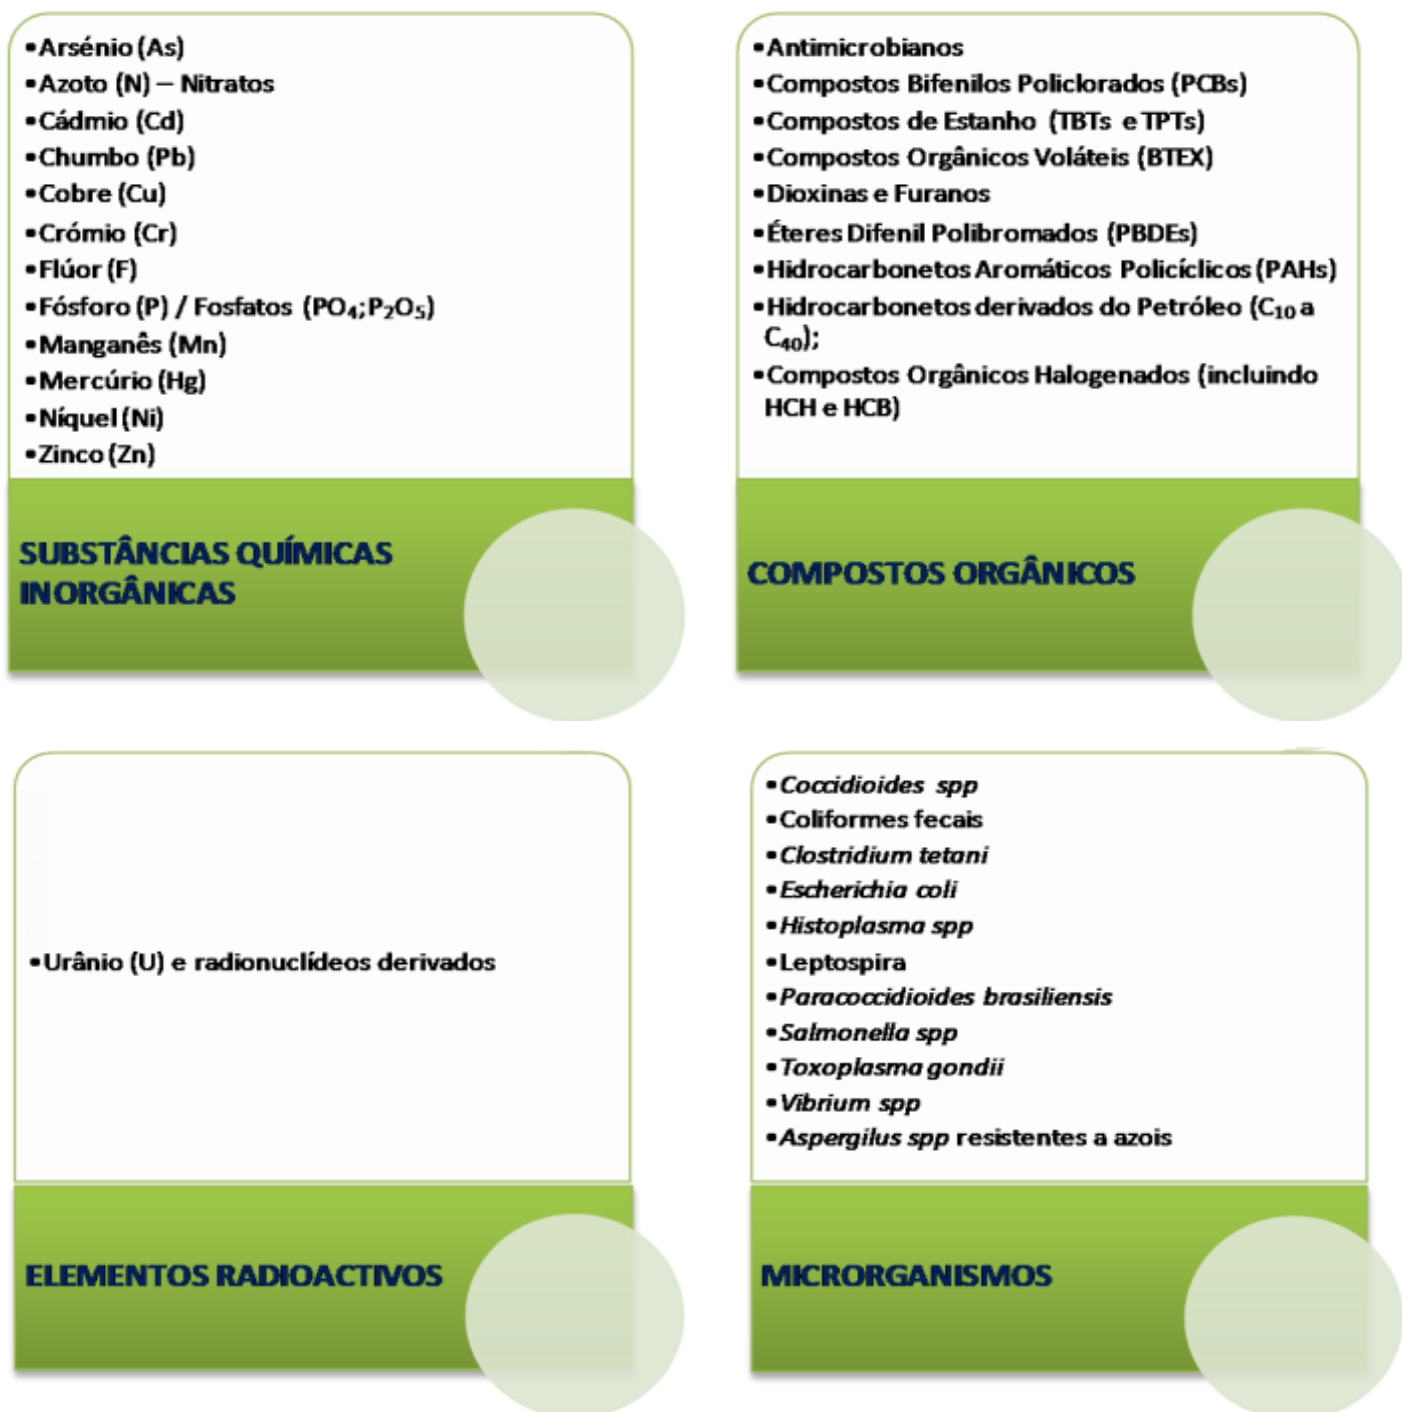 •Arsénio (As)
•Azoto (N) – Nitratos
•Cádmio (Cd)
•Chumbo (Pb)
•Cobre (Cu)
•Crómio (Cr)
•Flúor (F)
•Fósforo (P) / Fosfatos (PO₄;P₂O₅)
•Manganês (Mn)
•Mercúrio (Hg)
•Níquel (Ni)
•Zinco (Zn)
SUBSTÂNCIAS QUÍMICAS
INORGÂNICAS
•Antimicrobianos
•Compostos Bifenilos Policlorados (PCBs)
•Compostos de Estanho (TBTs e TPTs)
•Compostos Orgânicos Voláteis (BTEX)
•Dioxinas e Furanos
•Éteres Difenil Polibromados (PBDEs)
•Hidrocarbonetos Aromáticos Policíclicos (PAHs)
•Hidrocarbonetos derivados do Petróleo (C₁₀ a
C₄₀);
•Compostos Orgânicos Halogenados (incluindo
HCH e HCB)
COMPOSTOS ORGÂNICOS
•Urânio (U) e radionuclídeos derivados
ELEMENTOS RADIOACTIVOS
•Coccidioides spp
•Coliformes fecais
•Clostridium tetani
•Escherichia coli
•Histoplasma spp
•Leptospira
•Paracoccidioides brasiliensis
•Salmonella spp
•Toxoplasma gondii
•Vibrium spp
•Aspergilus spp resistentes a azois
MICRORGANISMOS